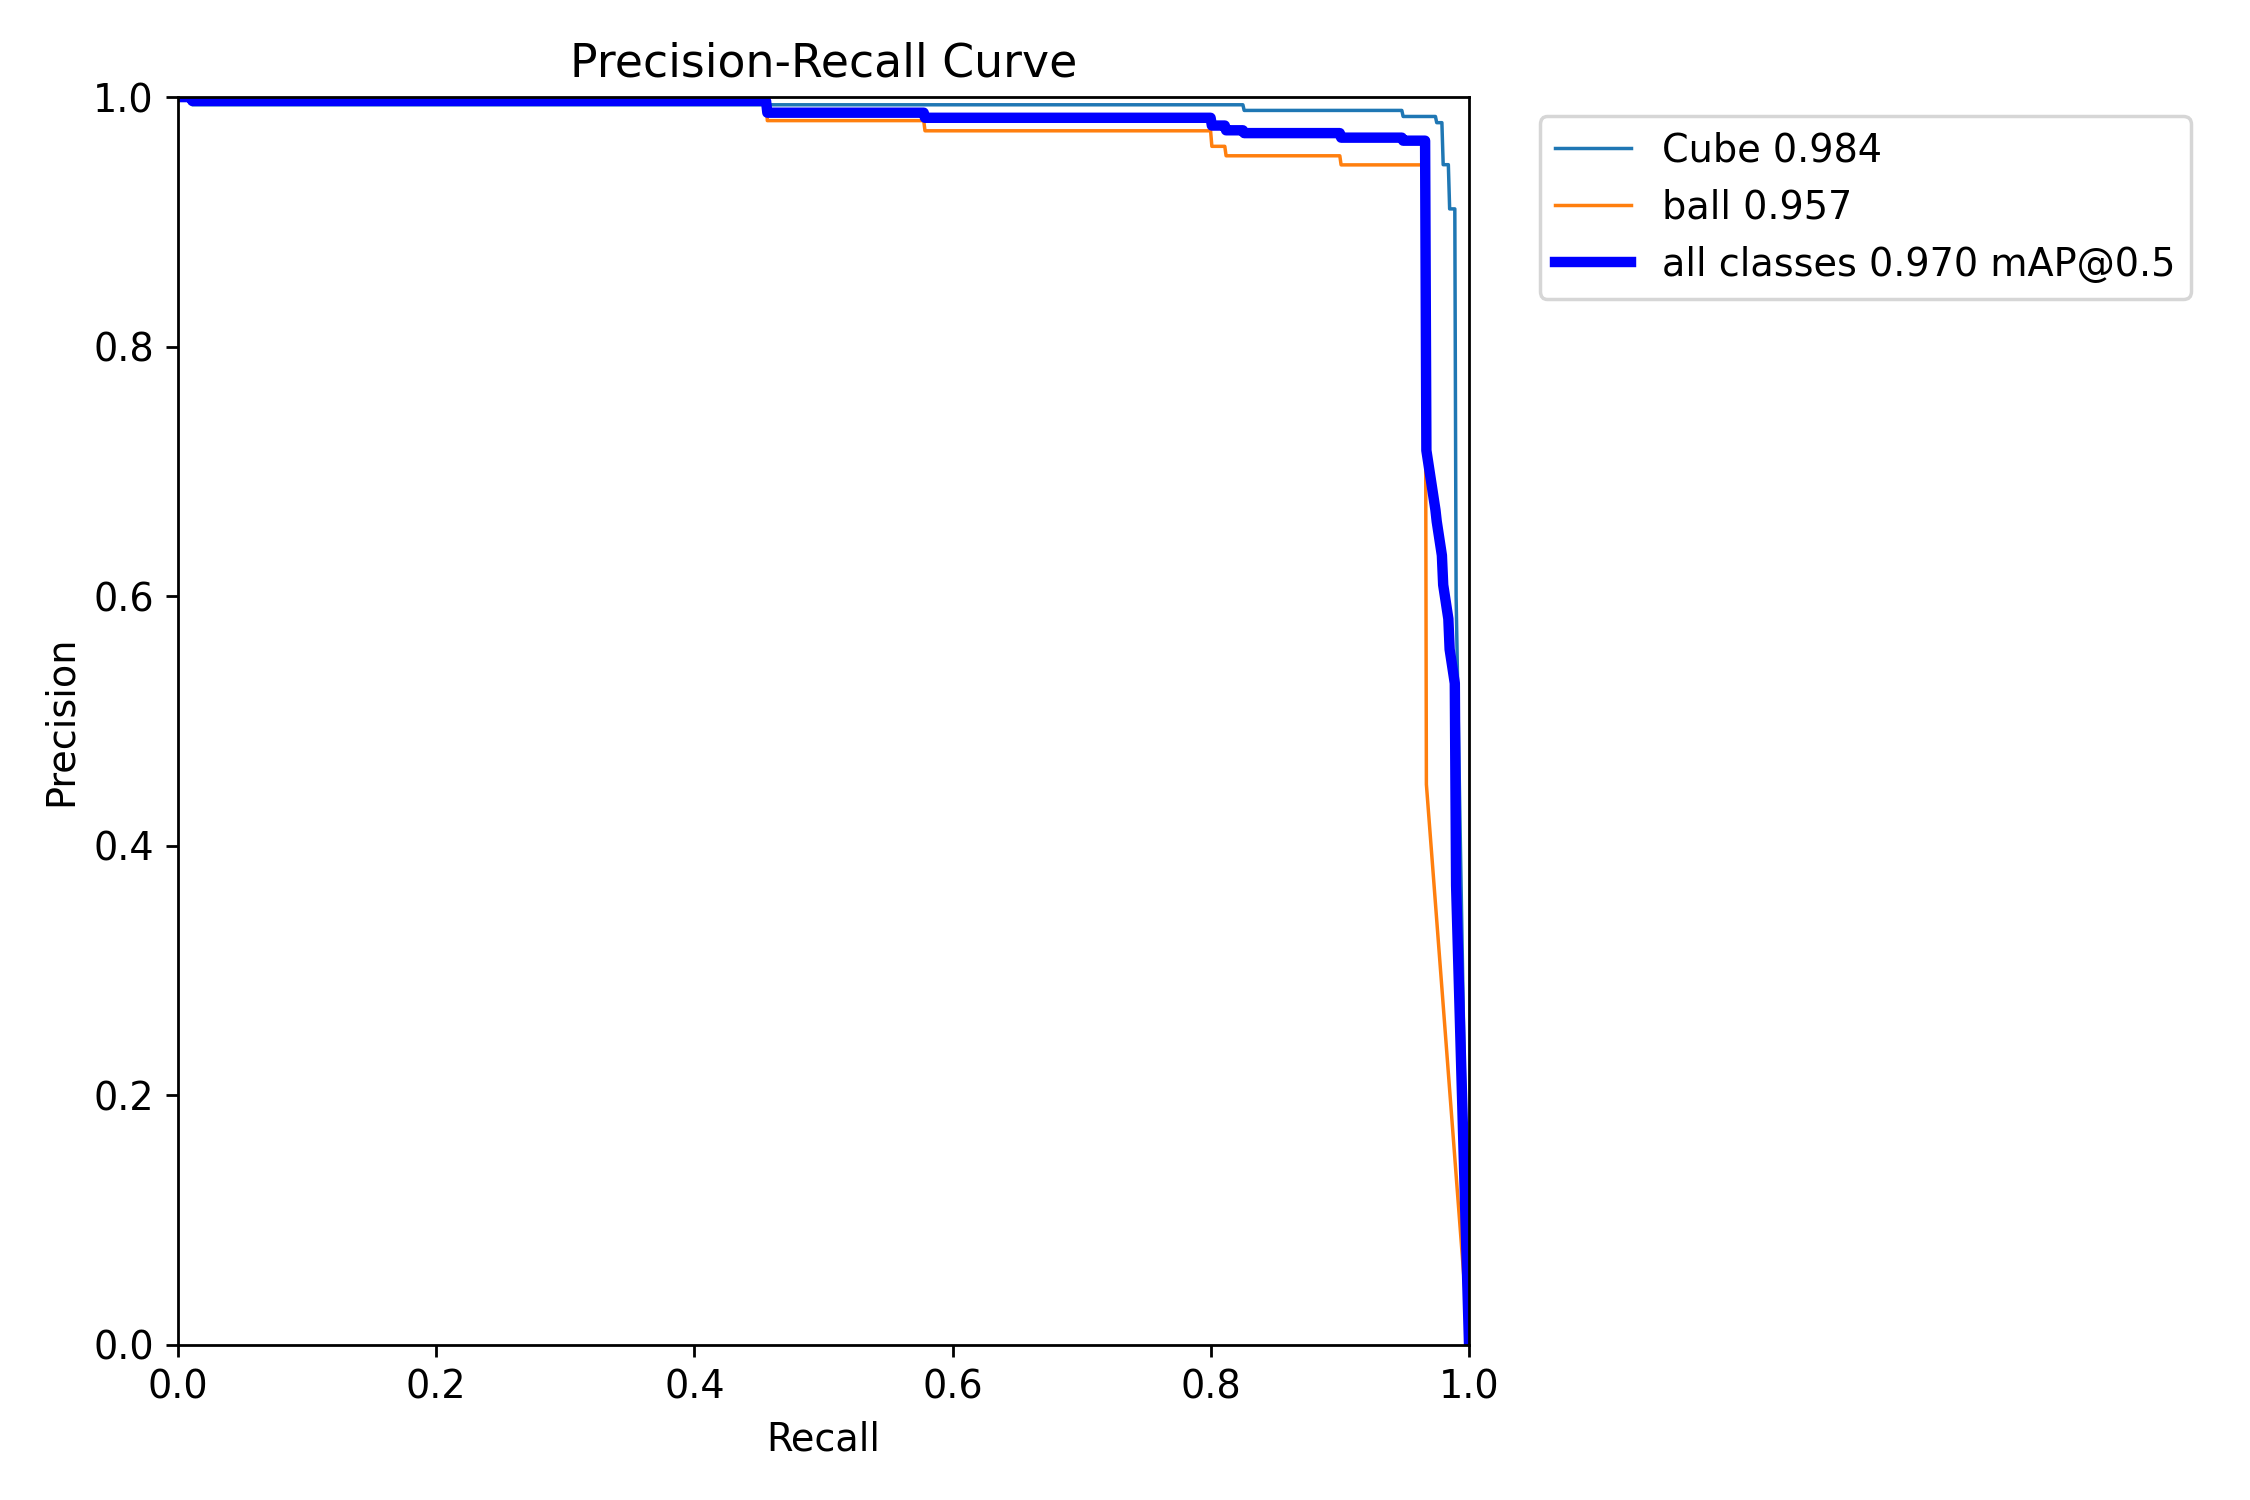 Precision-Recall Curve
1.0
0.8
0.6
0.4
0.2
0.0
Precision
0.0 0.2 0.4 0.6 0.8 1.0
Recall
Cube 0.984
ball 0.957
all classes 0.970 mAP@0.5